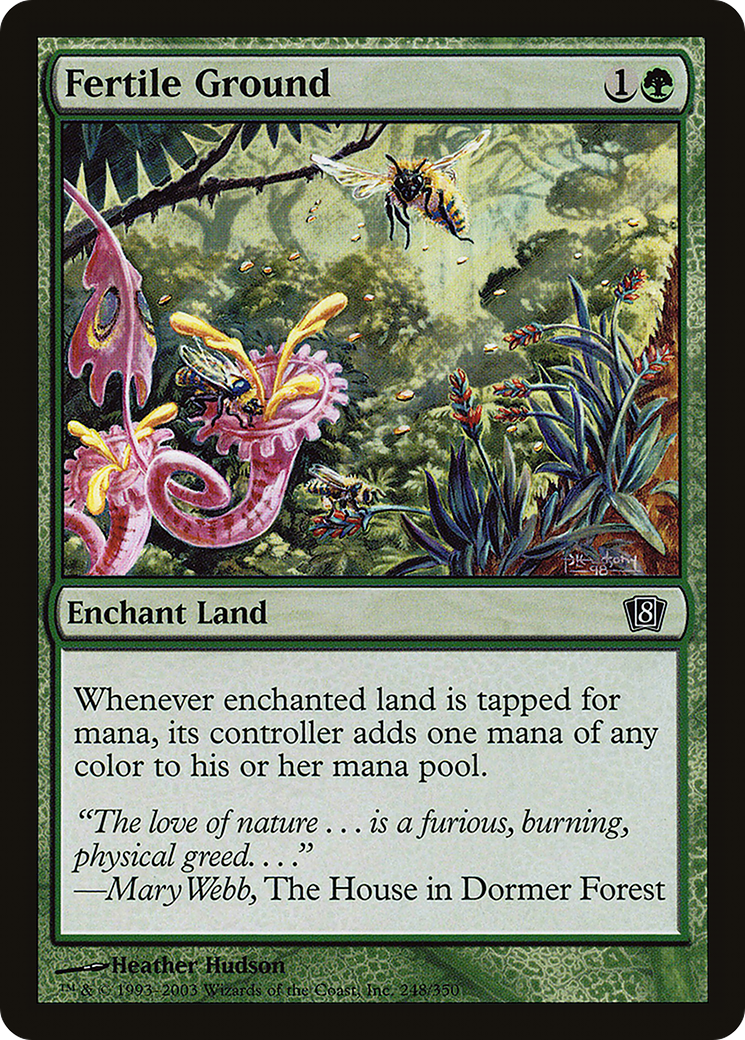 Fertile Ground 1
Enchant Land 8
Whenever enchanted land is tapped for
mana, its controller adds one mana of any
color to his or her mana pool.
“The love of nature . . . is a furious, burning,
physical greed. . . .”
—Mary Webb, The House in Dormer Forest
Heather Hudson
™ & © 1993–2003 Wizards of the Coast, Inc. 248/350